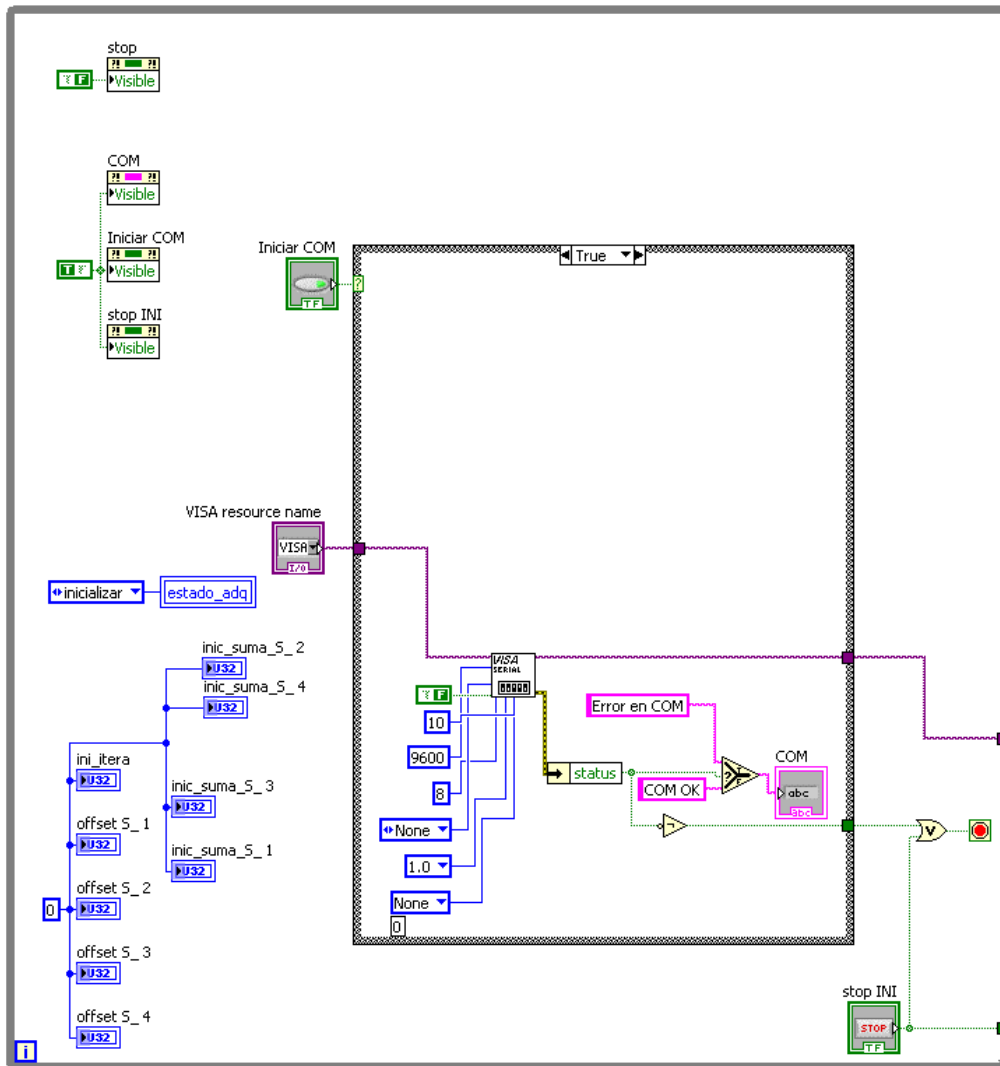 stop
F
Visible
COM
Visible
Iniciar COM
T
Visible
stop INI
Visible
Iniciar COM
TF
True
?
VISA resource name
VISA
I/O
inicializar
estado_adq
inic_suma_S_2
U32
inic_suma_S_4
U32
ini_itera
U32
inic_suma_S_3
U32
offset S_1
U32
inic_suma_S_1
U32
offset S_2
U32
0
offset S_3
U32
offset S_4
U32
VISA
SERIAL
F
10
9600
8
None
1.0
None
0
Error en COM
status
COM OK
?
T
F
COM
abc
abc
V
stop INI
STOP
TF
i